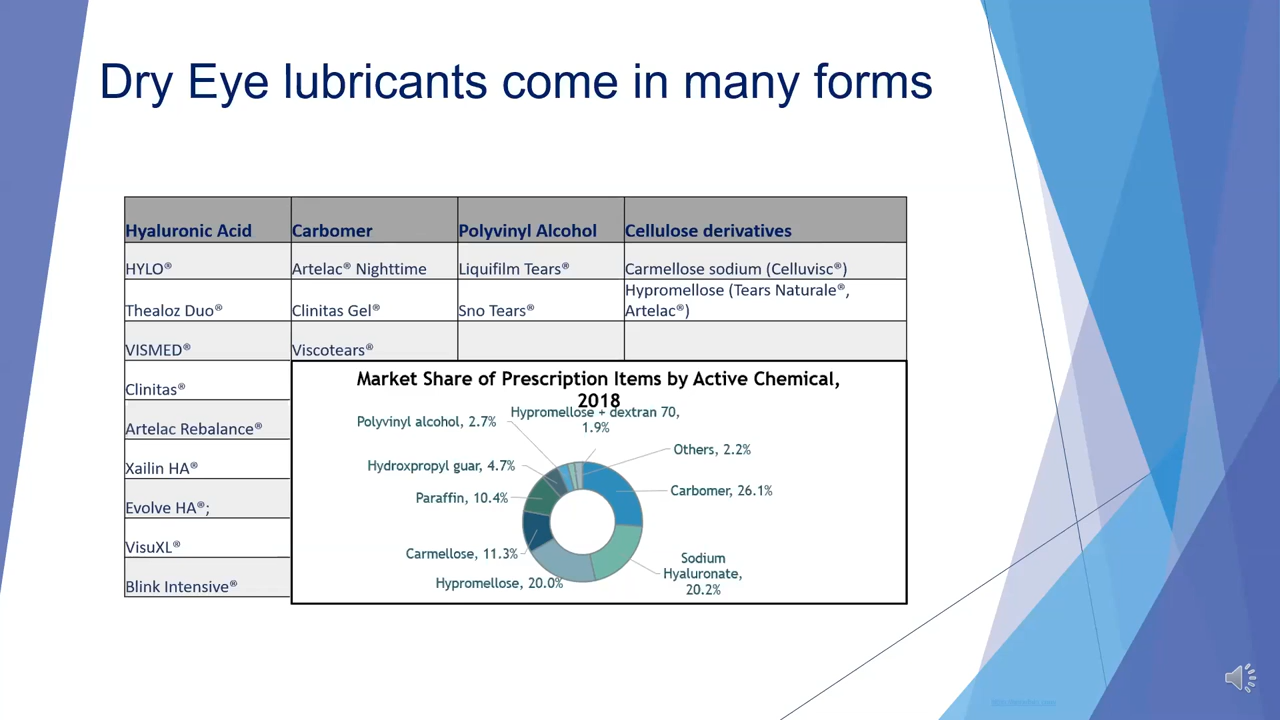 Dry Eye lubricants come in many forms
Hyaluronic Acid Carbomer Polyvinyl Alcohol Cellulose derivatives
HYLO® Artelac® Nighttime Liquifilm Tears® Carmellose sodium (Celluvisc®)
Hypromellose (Tears Naturale®,
Thealoz Duo® Clinitas Gel® Sno Tears® Artelac®)
VISMED® Viscotears®
Clinitas®
Artelac Rebalance®
Xailin HA®
Evolve HA®;
VisuXL®
Blink Intensive®
Market Share of Prescription Items by Active Chemical,
2018
Hypromellose + dextran 70,
1.9%
Polyvinyl alcohol, 2.7%
Others, 2.2%
Hydroxpropyl guar, 4.7%
Carbomer, 26.1%
Paraffin, 10.4%
Carmellose, 11.3%
Sodium
Hyaluronate,
20.2%
Hypromellose, 20.0%